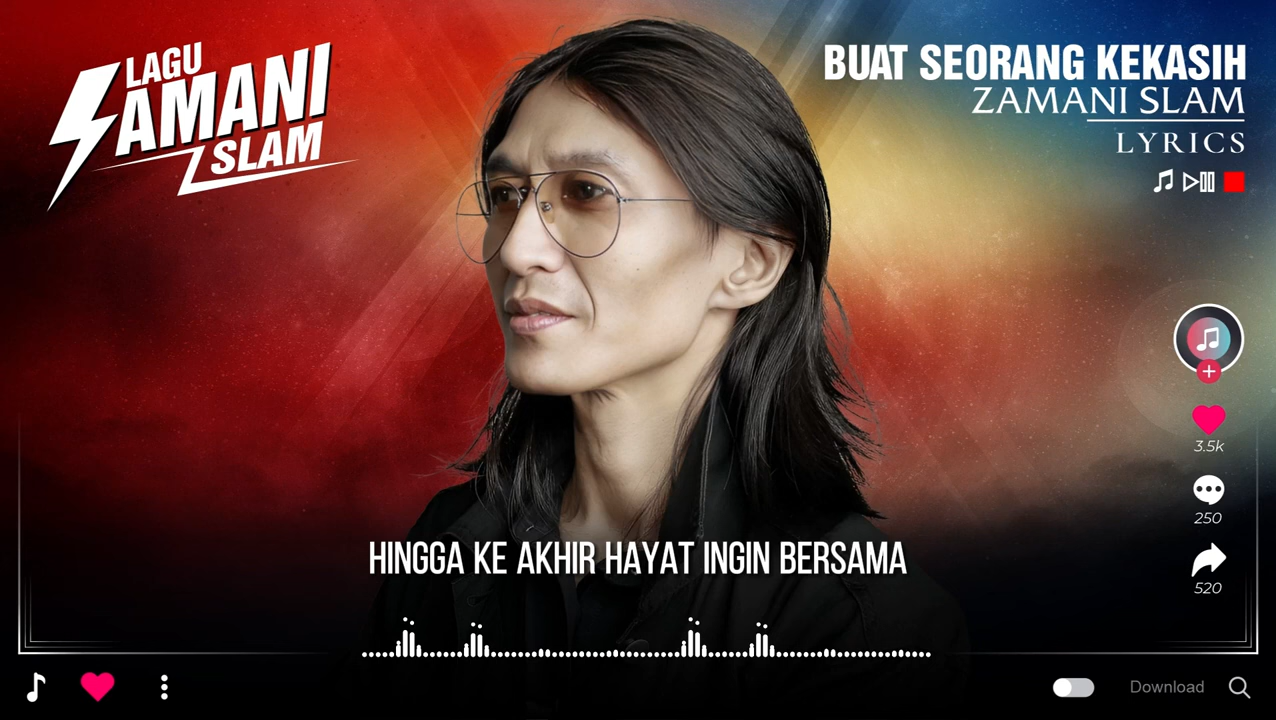 LAGU
ZAMANI
SLAM
BUAT SEORANG KEKASIH
ZAMANI SLAM
LYRICS
3.5k
250
520
HINGGA KE AKHIR HAYAT INGIN BERSAMA
Download